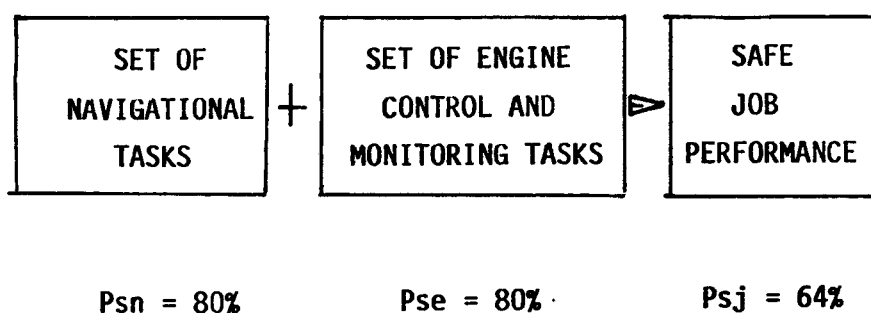 SET OF
NAVIGATIONAL
TASKS
+
SET OF ENGINE
CONTROL AND
MONITORING TASKS
SAFE
JOB
PERFORMANCE
Psn = 80%
Pse = 80%
Psj = 64%